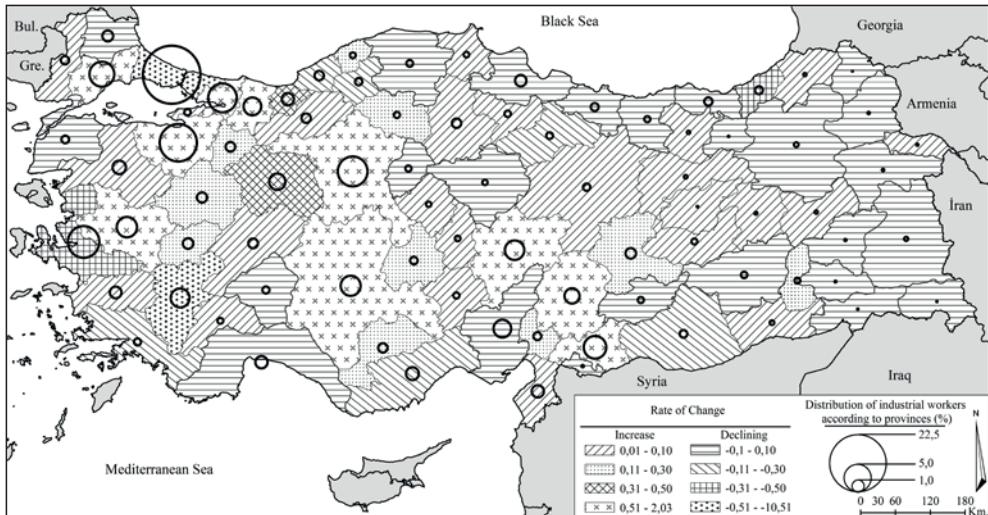 Bul.
Black Sea
Georgia
Gre.
Armenia
İran
Syria
Iraq
Mediterranean Sea
Rate of Change
Increase
Declining
0,01 - 0,10
-0,1 - 0,10
0,11 - 0,30
-0,11 - -0,30
0,31 - 0,50
-0,31 - -0,50
0,51 - 2,03
-0,51 - -10,51
Distribution of industrial workers
according to provinces (%)
22,5
5,0
1,0
N
0 30 60 120 180
Km.